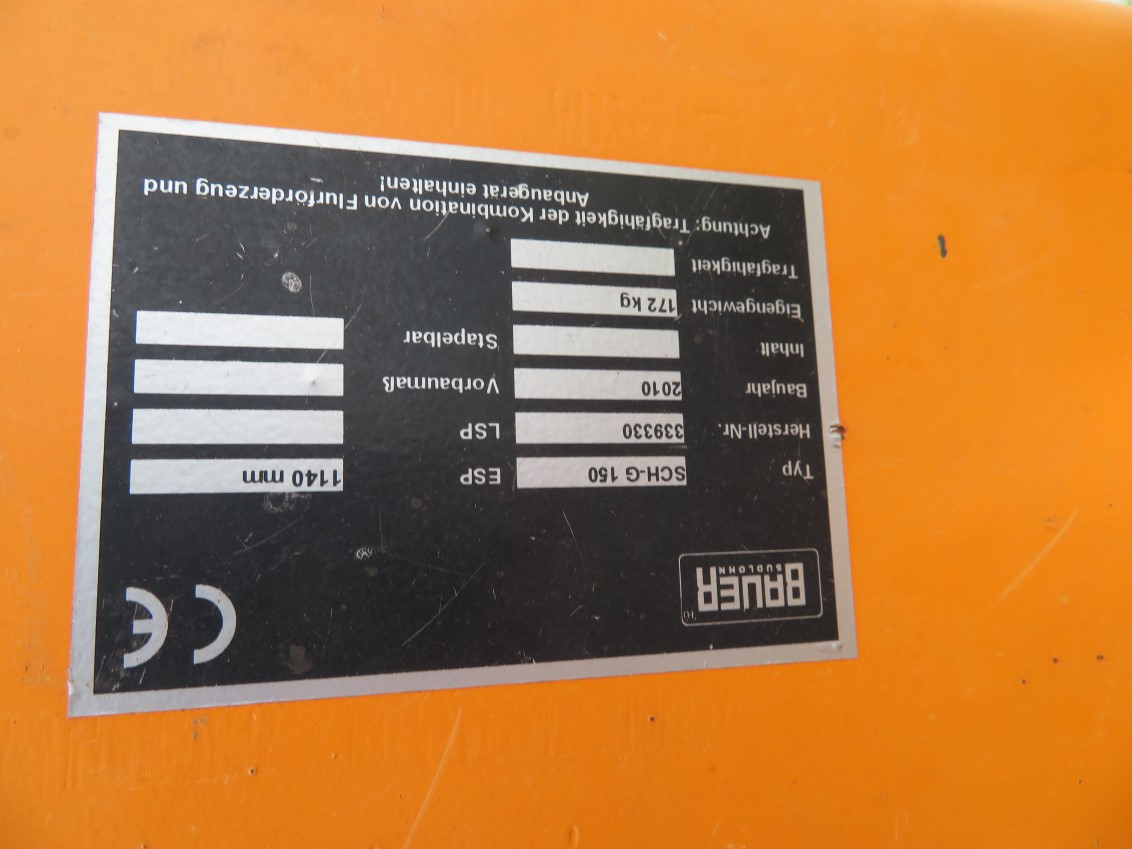 BAUER
SÜDLOHN
CE
Typ SCH-G 150 ESP 1140 mm
Herstell-Nr. 339330 LSP
Baujahr 2010 Vorbaumaß
Inhalt Stapelbar
Eigengewicht 172 kg
Tragfähigkeit
Achtung: Tragfähigkeit der Kombination von Flurförderzeug und
Anbaugerät einhalten!